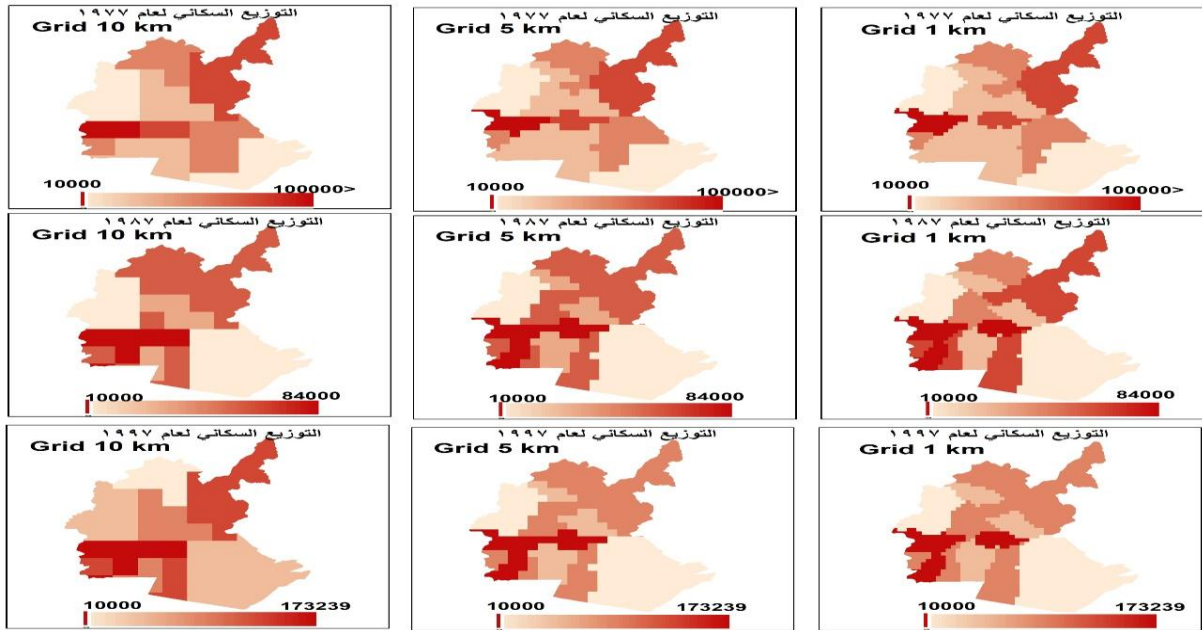 التوزيع السكاني لعام ١٩٧٧
Grid 10 km
10000 100000>
التوزيع السكاني لعام ١٩٧٧
Grid 5 km
10000 100000>
التوزيع السكاني لعام ١٩٧٧
Grid 1 km
10000 100000>
التوزيع السكاني لعام ١٩٨٧
Grid 10 km
10000 84000
التوزيع السكاني لعام ١٩٨٧
Grid 5 km
10000 84000
التوزيع السكاني لعام ١٩٨٧
Grid 1 km
10000 84000
التوزيع السكاني لعام ١٩٩٧
Grid 10 km
10000 173239
التوزيع السكاني لعام ١٩٩٧
Grid 5 km
10000 173239
التوزيع السكاني لعام ١٩٩٧
Grid 1 km
10000 173239